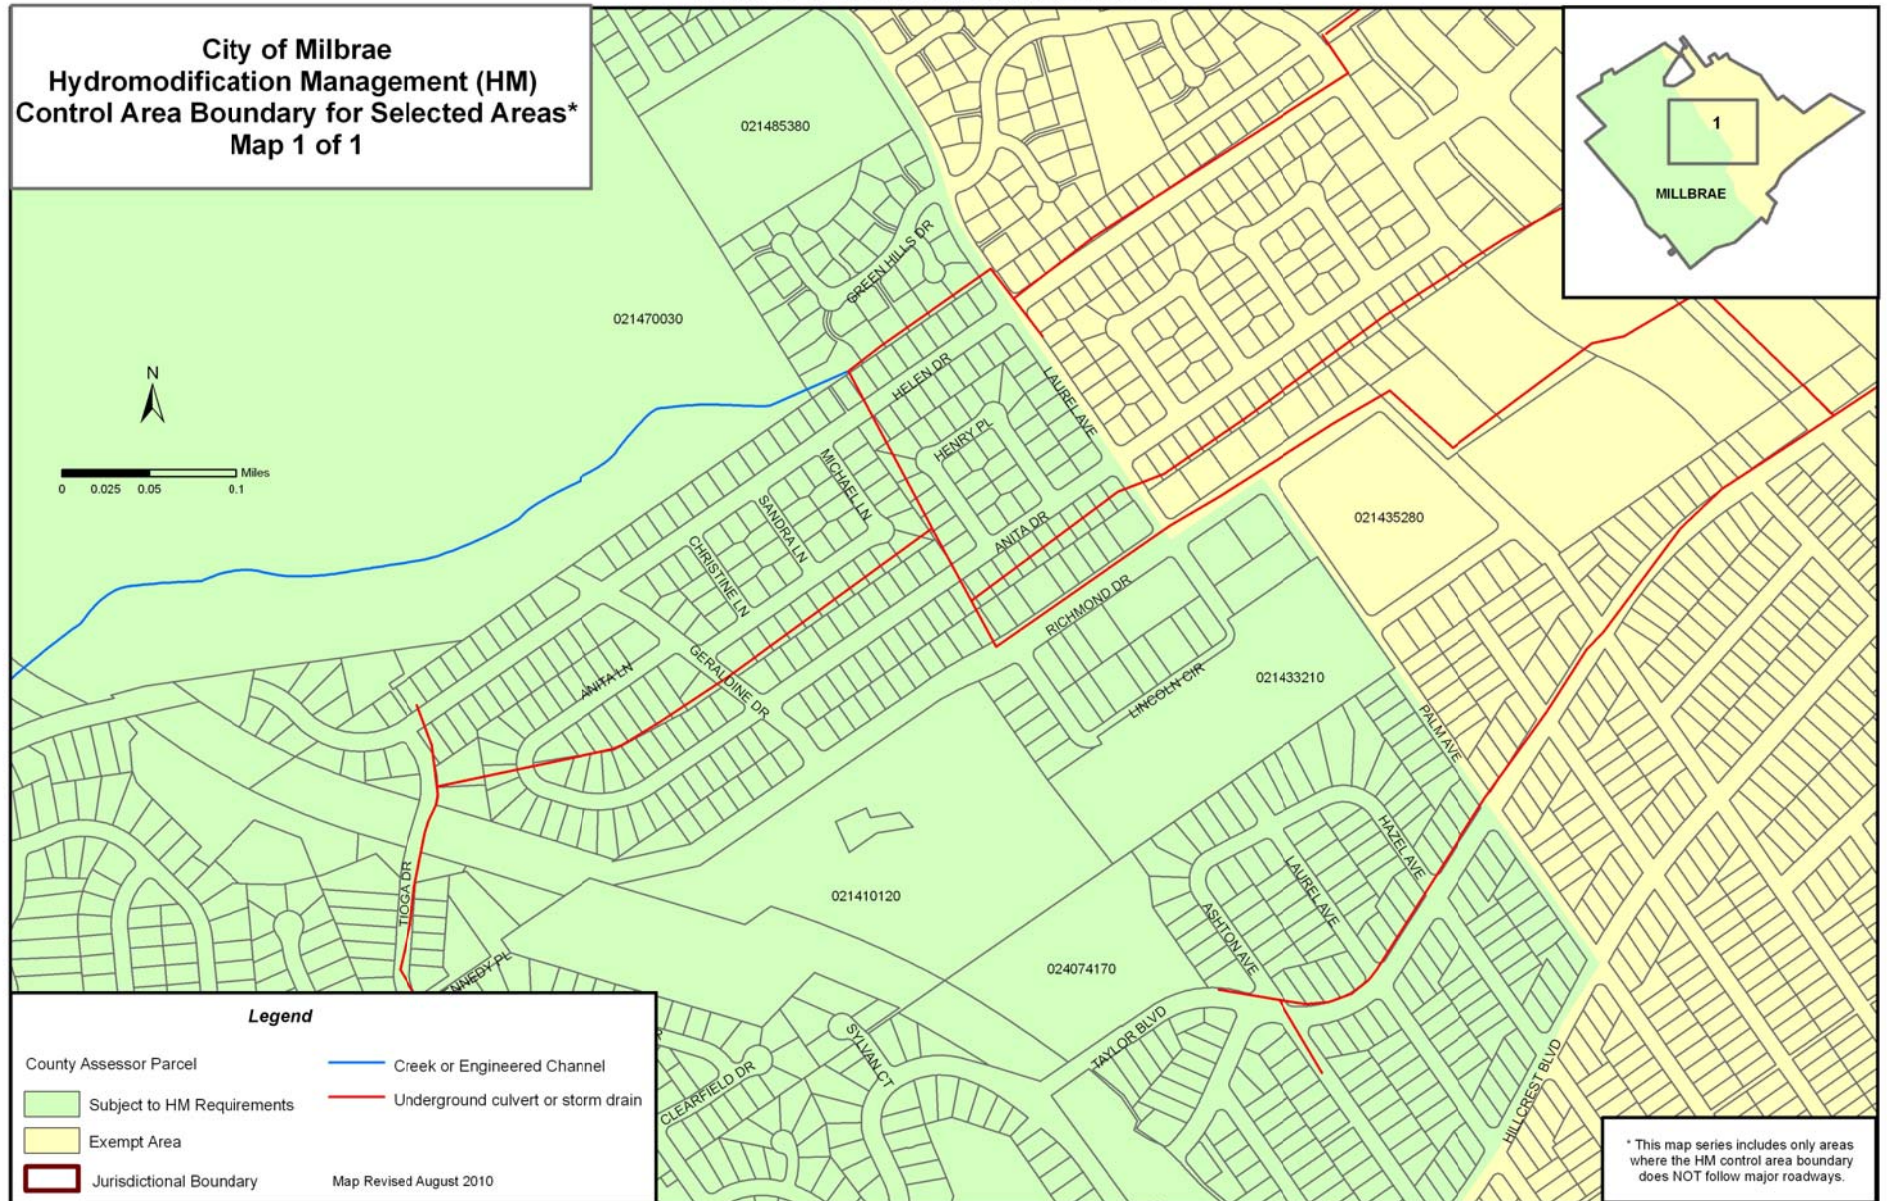 City of Milbrae
Hydromodification Management (HM)
Control Area Boundary for Selected Areas*
Map 1 of 1
1
MILLBRAE
021485380
GREEN HILLS DR
021470030
N
HELEN DR
LAUREL AVE
HENRY PL
MICHAEL LN
SANDRA LN
Miles
0 0.025 0.05 0.1
CHRISTINE LN
ANITA DR
021435280
RICHMOND DR
GERALDINE DR
ANITA LN
LINCOLN CIR
021433210
PALM AVE
HAZEL AVE
LAUREL AVE
TIOGA DR
021410120
ASHTON AVE
024074170
TAYLOR BLVD
SYLVAN CT
CLEARFIELD DR
HILLCREST BLVD
Legend
County Assessor Parcel
Subject to HM Requirements
Exempt Area
Jurisdictional Boundary
Creek or Engineered Channel
Underground culvert or storm drain
Map Revised August 2010
* This map series includes only areas
where the HM control area boundary
does NOT follow major roadways.